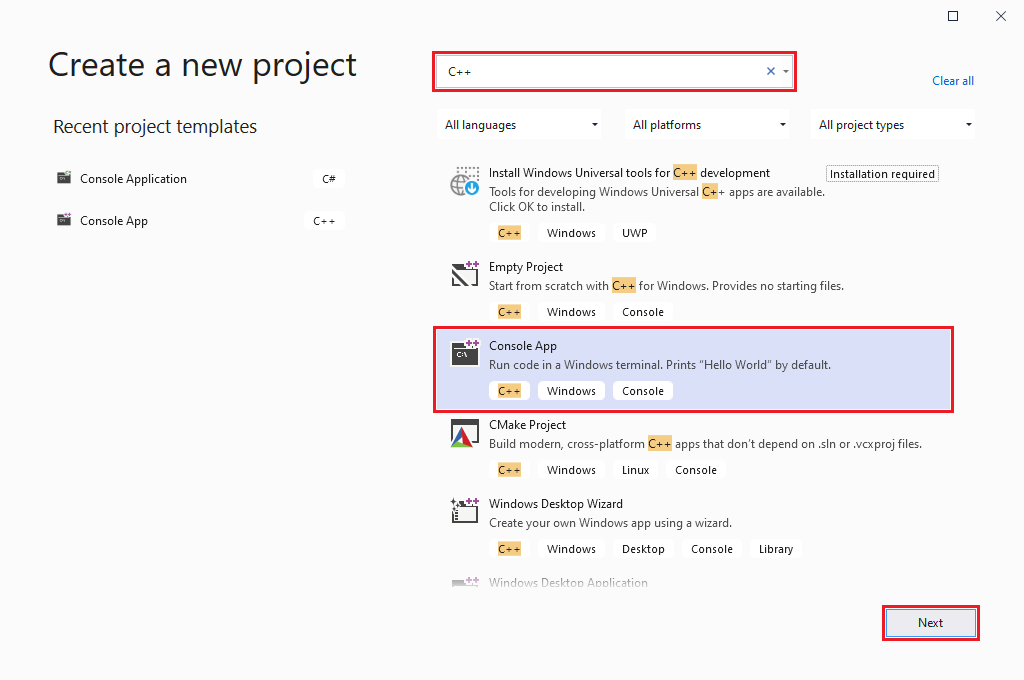 Create a new project
Recent project templates
Console Application C#
Console App C++
C++
Clear all
All languages All platforms All project types
Install Windows Universal tools for C++ development Installation required
Tools for developing Windows Universal C++ apps are available.
Click OK to install.
C++ Windows UWP
Empty Project
Start from scratch with C++ for Windows. Provides no starting files.
C++ Windows Console
C:\
Console App
Run code in a Windows terminal. Prints “Hello World” by default.
C++ Windows Console
CMake Project
Build modern, cross-platform C++ apps that don’t depend on .sln or .vcxproj files.
C++ Windows Linux Console
Windows Desktop Wizard
Create your own Windows app using a wizard.
C++ Windows Desktop Console Library
Windows Desktop Application
Next